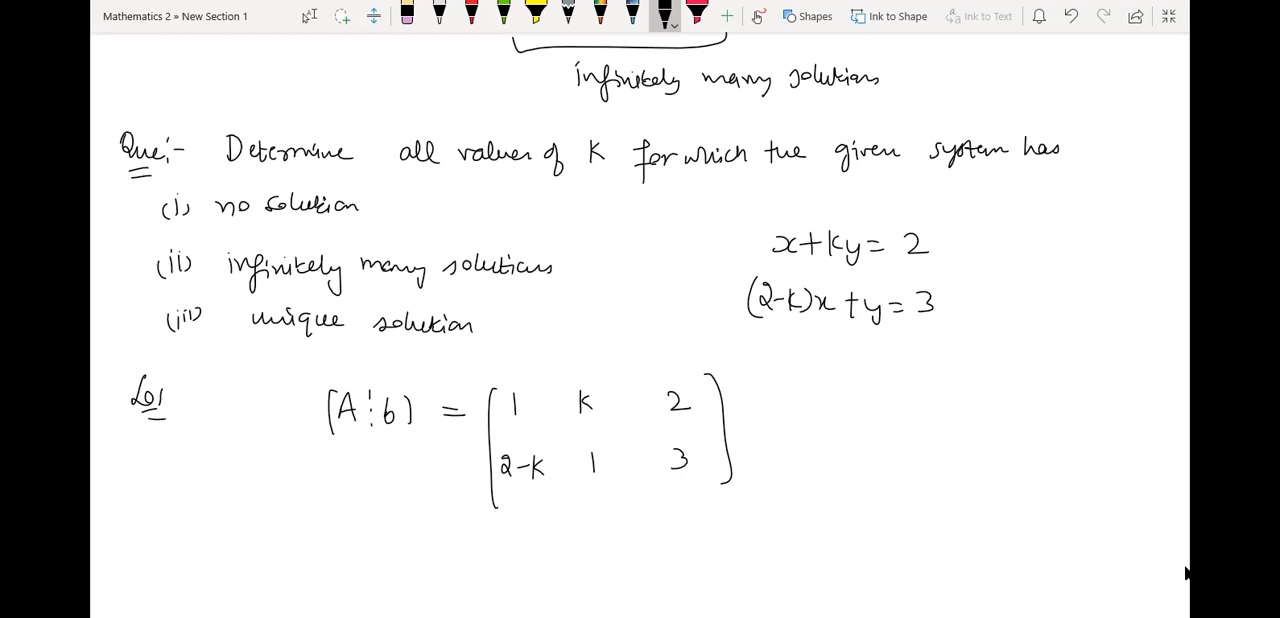 Mathematics 2 » New Section 1 Shapes Ink to Shape Ink to Text
infinitely many solutions
Que:- Determine all values of K for which the given system has
(i) no solution
(ii) infinitely many solutions
(iii) unique solution
x+ky= 2
(2-k)x+y=3
Sol
[A⋮b] = [1 k 2
2-k 1 3]